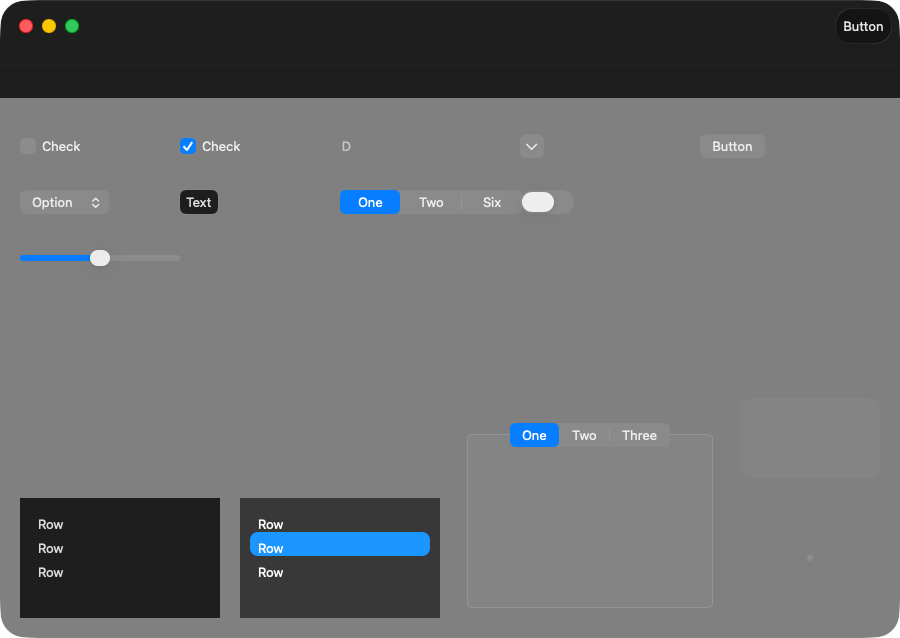 Button
Check
Check
D
Button
Option
Text
One
Two
Six
One
Two
Three
Row
Row
Row
Row
Row
Row